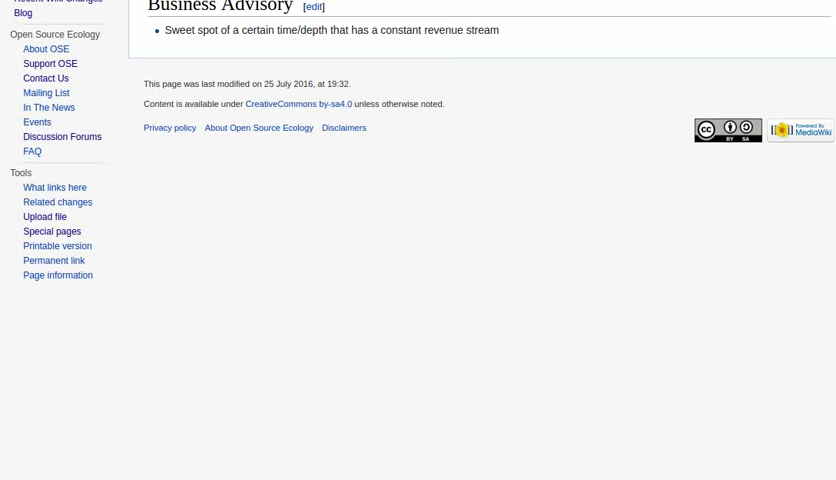 Recent Wiki Changes
Blog
Open Source Ecology
About OSE
Support OSE
Contact Us
Mailing List
In The News
Events
Discussion Forums
FAQ
Tools
What links here
Related changes
Upload file
Special pages
Printable version
Permanent link
Page information
Business Advisory [edit]
Sweet spot of a certain time/depth that has a constant revenue stream
This page was last modified on 25 July 2016, at 19:32.
Content is available under CreativeCommons by-sa4.0 unless otherwise noted.
Privacy policy About Open Source Ecology Disclaimers
cc BY SA
Powered By MediaWiki